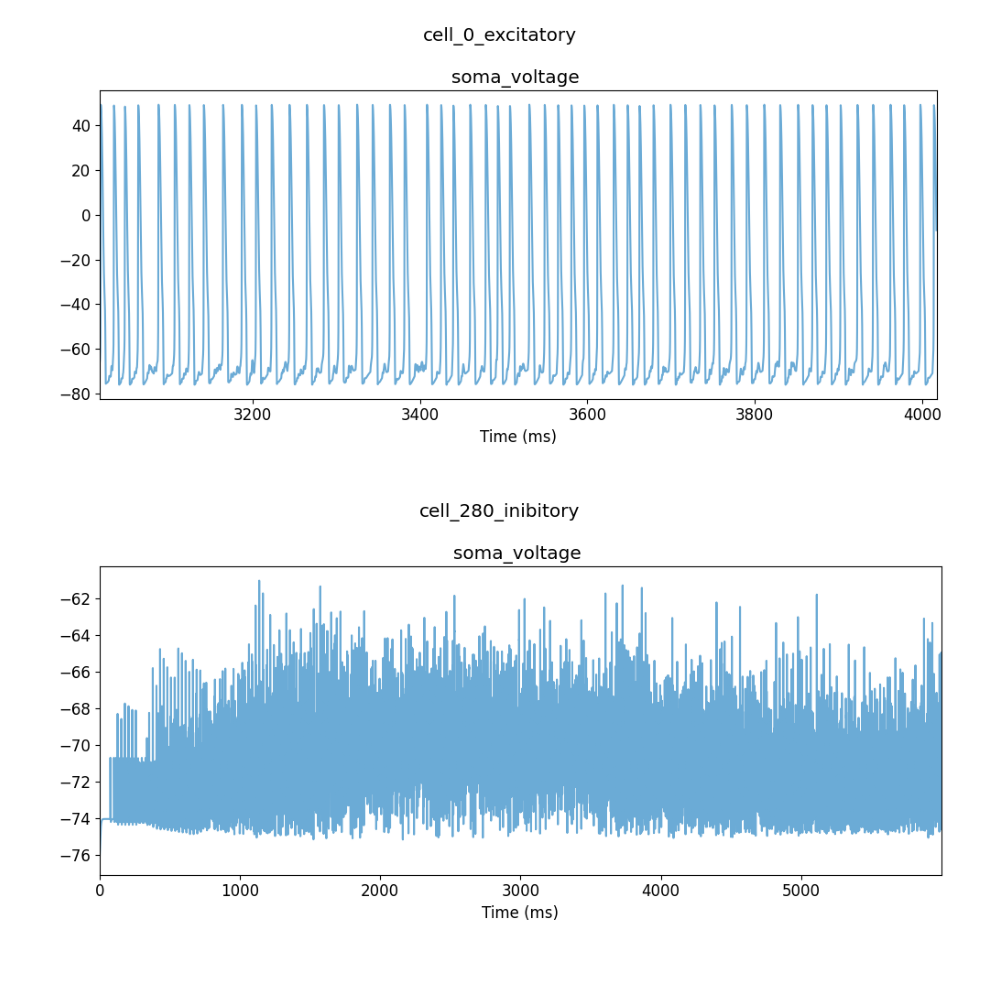 cell_0_excitatory
soma_voltage
40
20
0
−20
−40
−60
−80
3200 3400 3600 3800 4000
Time (ms)
cell_280_inibitory
soma_voltage
−62
−64
−66
−68
−70
−72
−74
−76
0 1000 2000 3000 4000 5000
Time (ms)